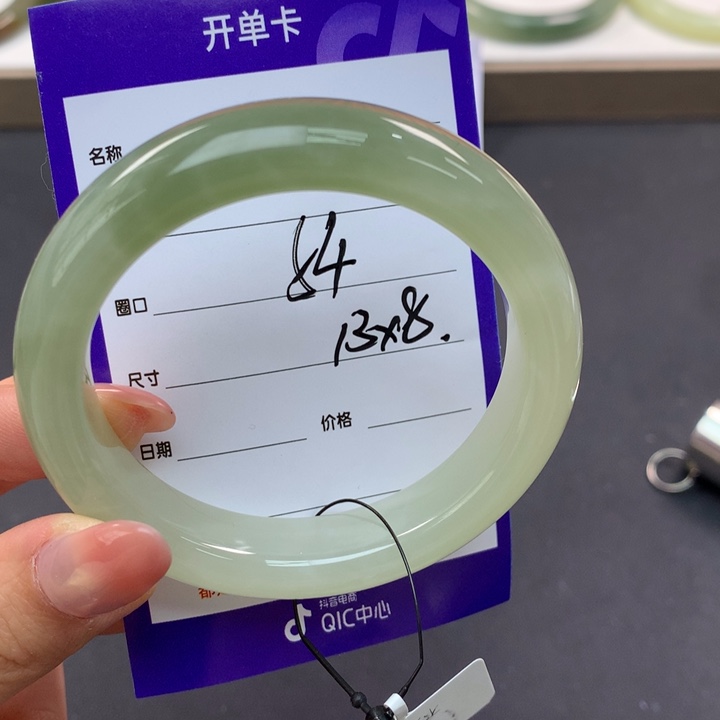 开单卡
名称
64
圈口
13x8.
尺寸
价格
日期
抖音电商
QIC中心